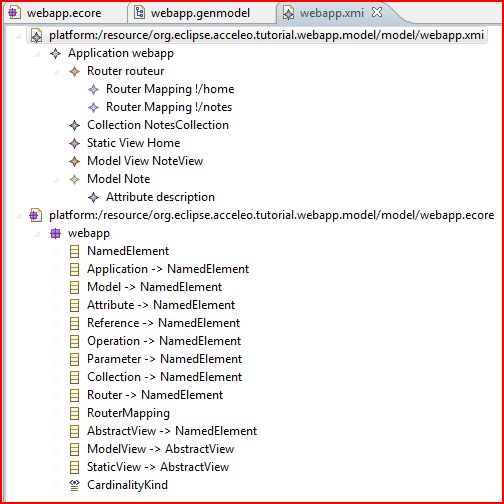 webapp.ecore webapp.genmodel webapp.xmi
platform:/resource/org.eclipse.acceleo.tutorial.webapp.model/model/webapp.xmi
Application webapp
Router routeur
Router Mapping !/home
Router Mapping !/notes
Collection NotesCollection
Static View Home
Model View NoteView
Model Note
Attribute description
platform:/resource/org.eclipse.acceleo.tutorial.webapp.model/model/webapp.ecore
webapp
NamedElement
Application -> NamedElement
Model -> NamedElement
Attribute -> NamedElement
Reference -> NamedElement
Operation -> NamedElement
Parameter -> NamedElement
Collection -> NamedElement
Router -> NamedElement
RouterMapping
AbstractView -> NamedElement
ModelView -> AbstractView
StaticView -> AbstractView
CardinalityKind